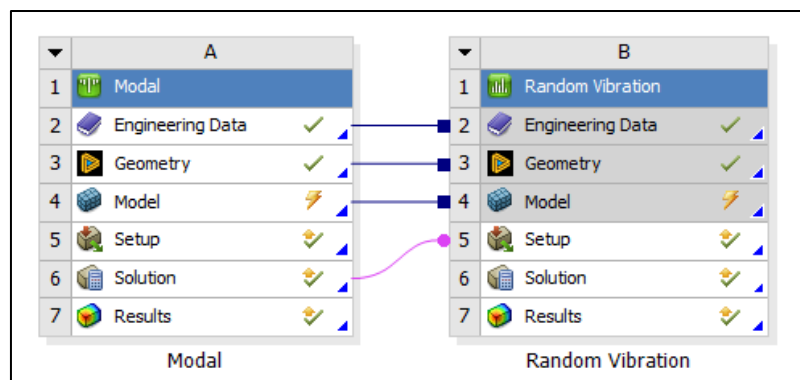 A
1 Modal
2 Engineering Data
3 Geometry
4 Model
5 Setup
6 Solution
7 Results
Modal
B
1 Random Vibration
2 Engineering Data
3 Geometry
4 Model
5 Setup
6 Solution
7 Results
Random Vibration